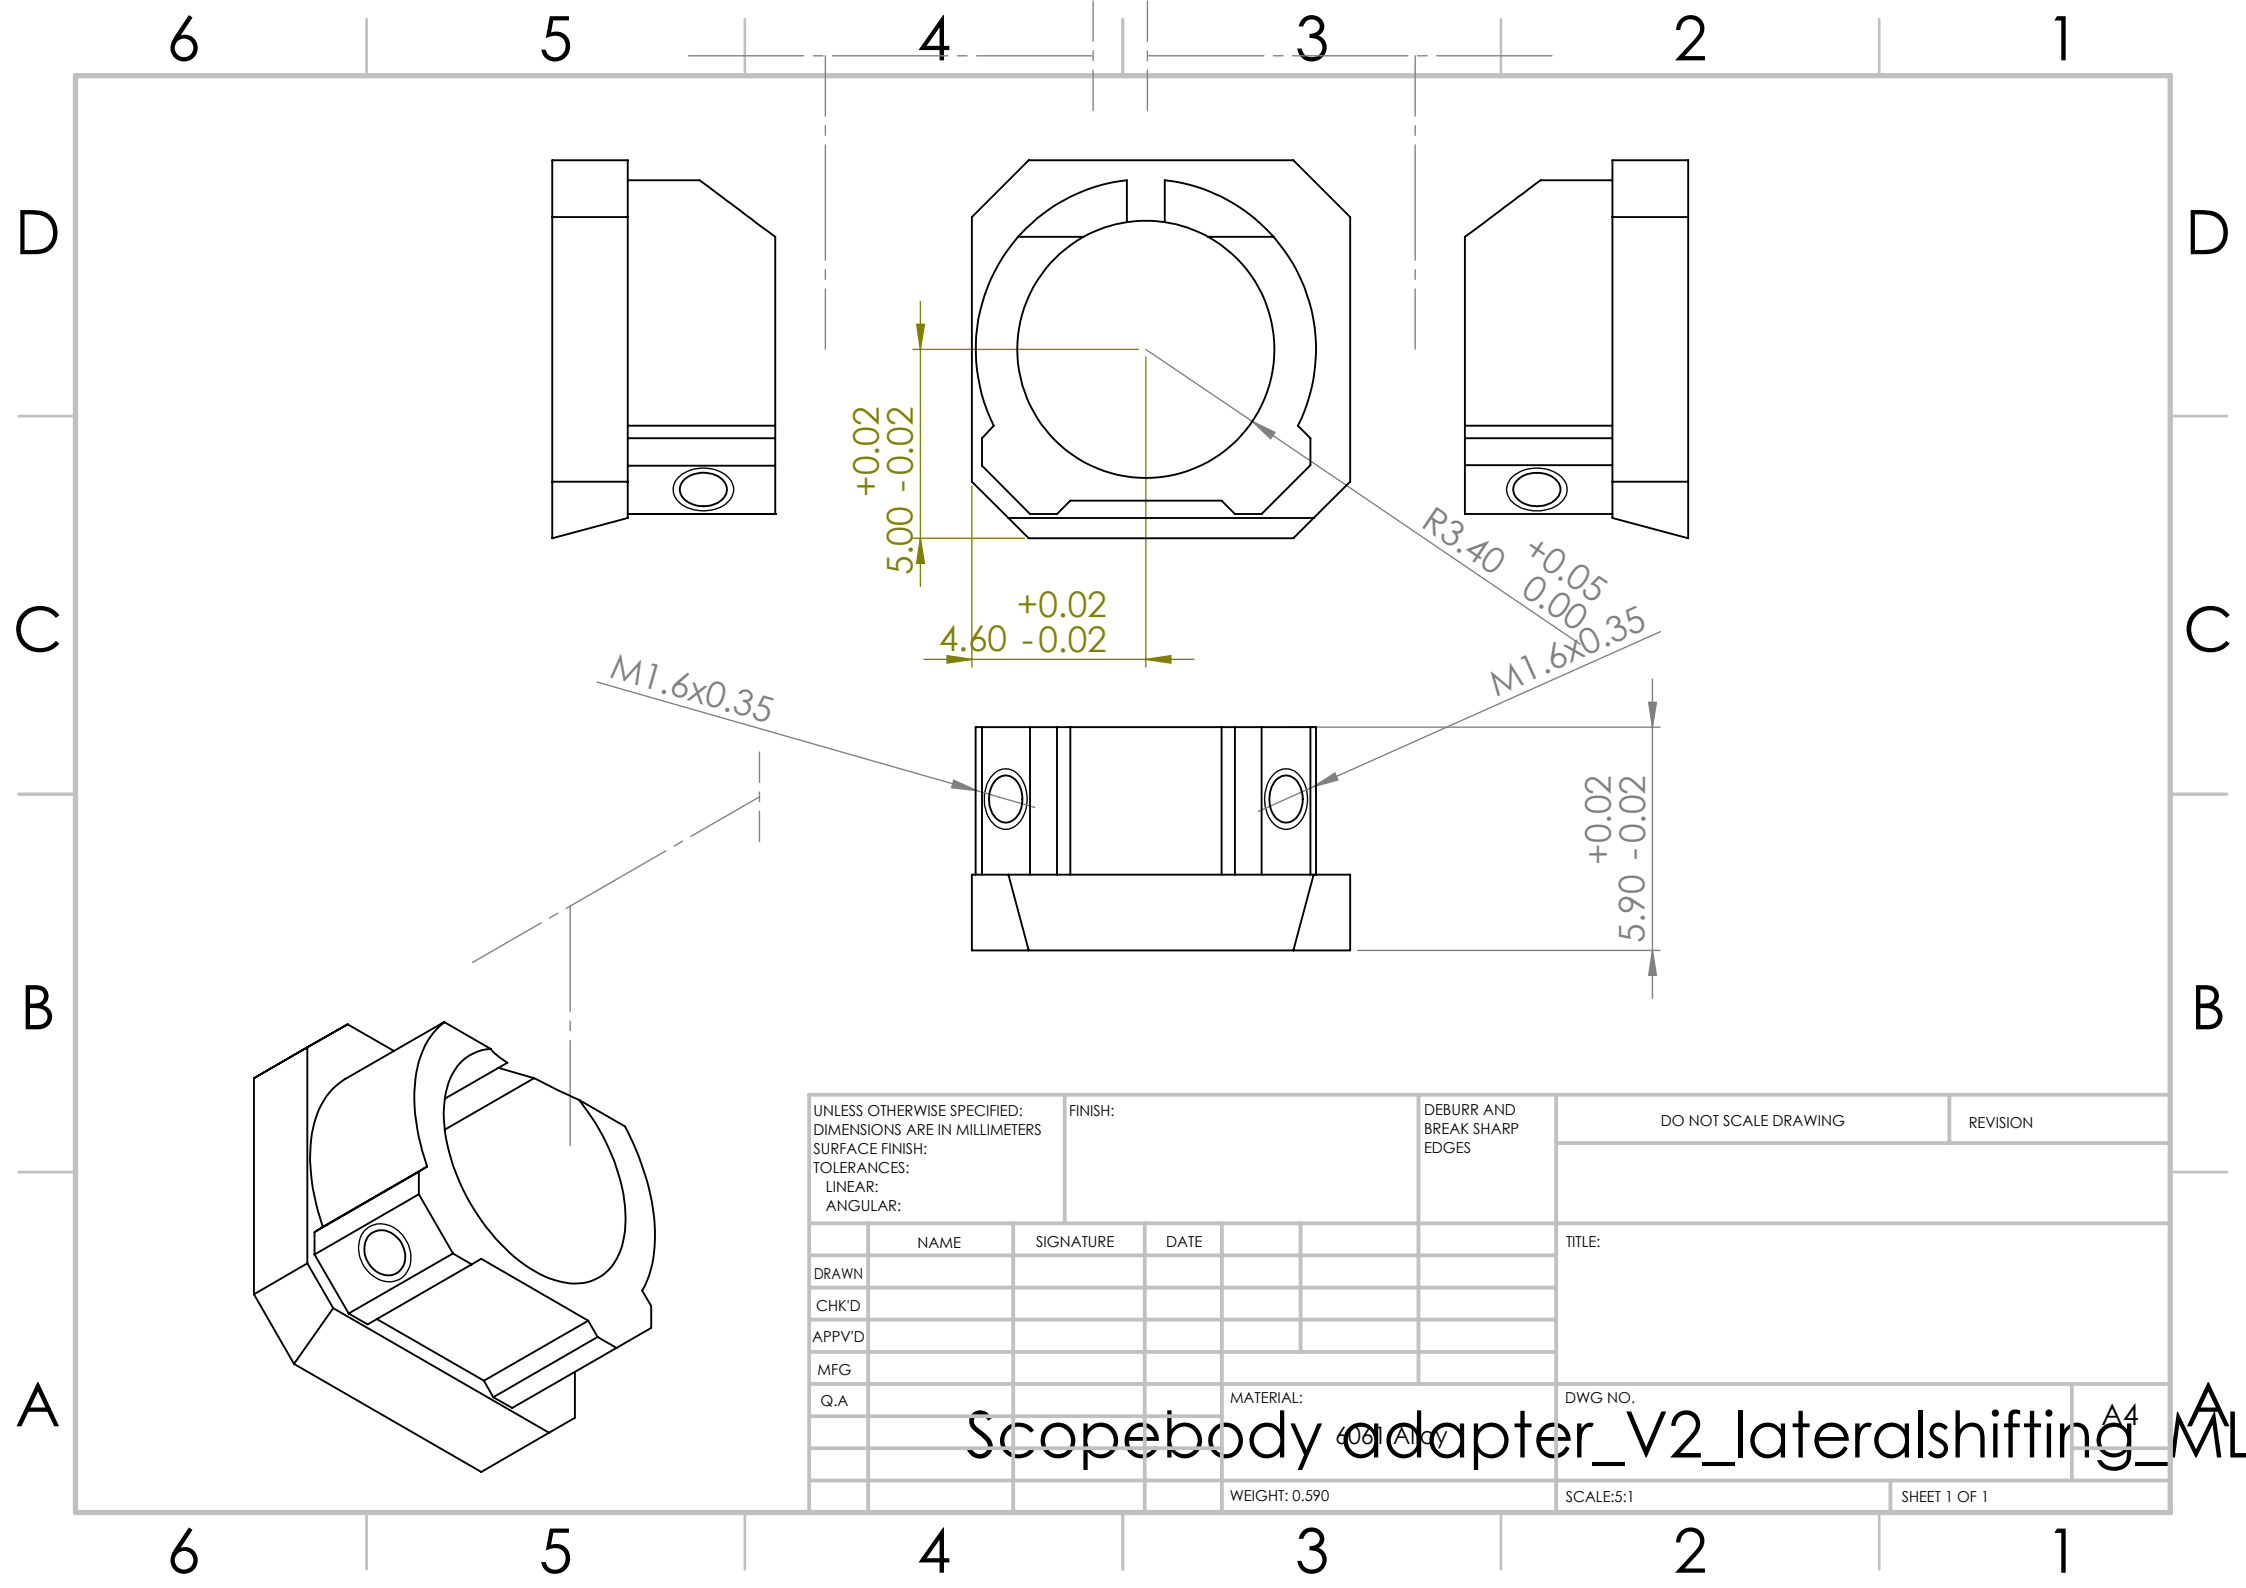 6 5 4 3 2 1
D D
+0.02
5.00 -0.02
R3.40 +0.05
0.00
C C
+0.02
4.60 -0.02
M1.6x0.35
M1.6x0.35
+0.02
5.90 -0.02
B B
UNLESS OTHERWISE SPECIFIED:
DIMENSIONS ARE IN MILLIMETERS
SURFACE FINISH:
TOLERANCES:
LINEAR:
ANGULAR:
FINISH:
DEBURR AND
BREAK SHARP
EDGES
DO NOT SCALE DRAWING
REVISION
NAME SIGNATURE DATE
TITLE:
DRAWN
CHK'D
APPV'D
MFG
Q.A
MATERIAL:
6061 Alloy
DWG NO.
Scopebody adapter_V2_lateralshifting_ML
A4
A A
WEIGHT: 0.590
SCALE:5:1
SHEET 1 OF 1
6 5 4 3 2 1